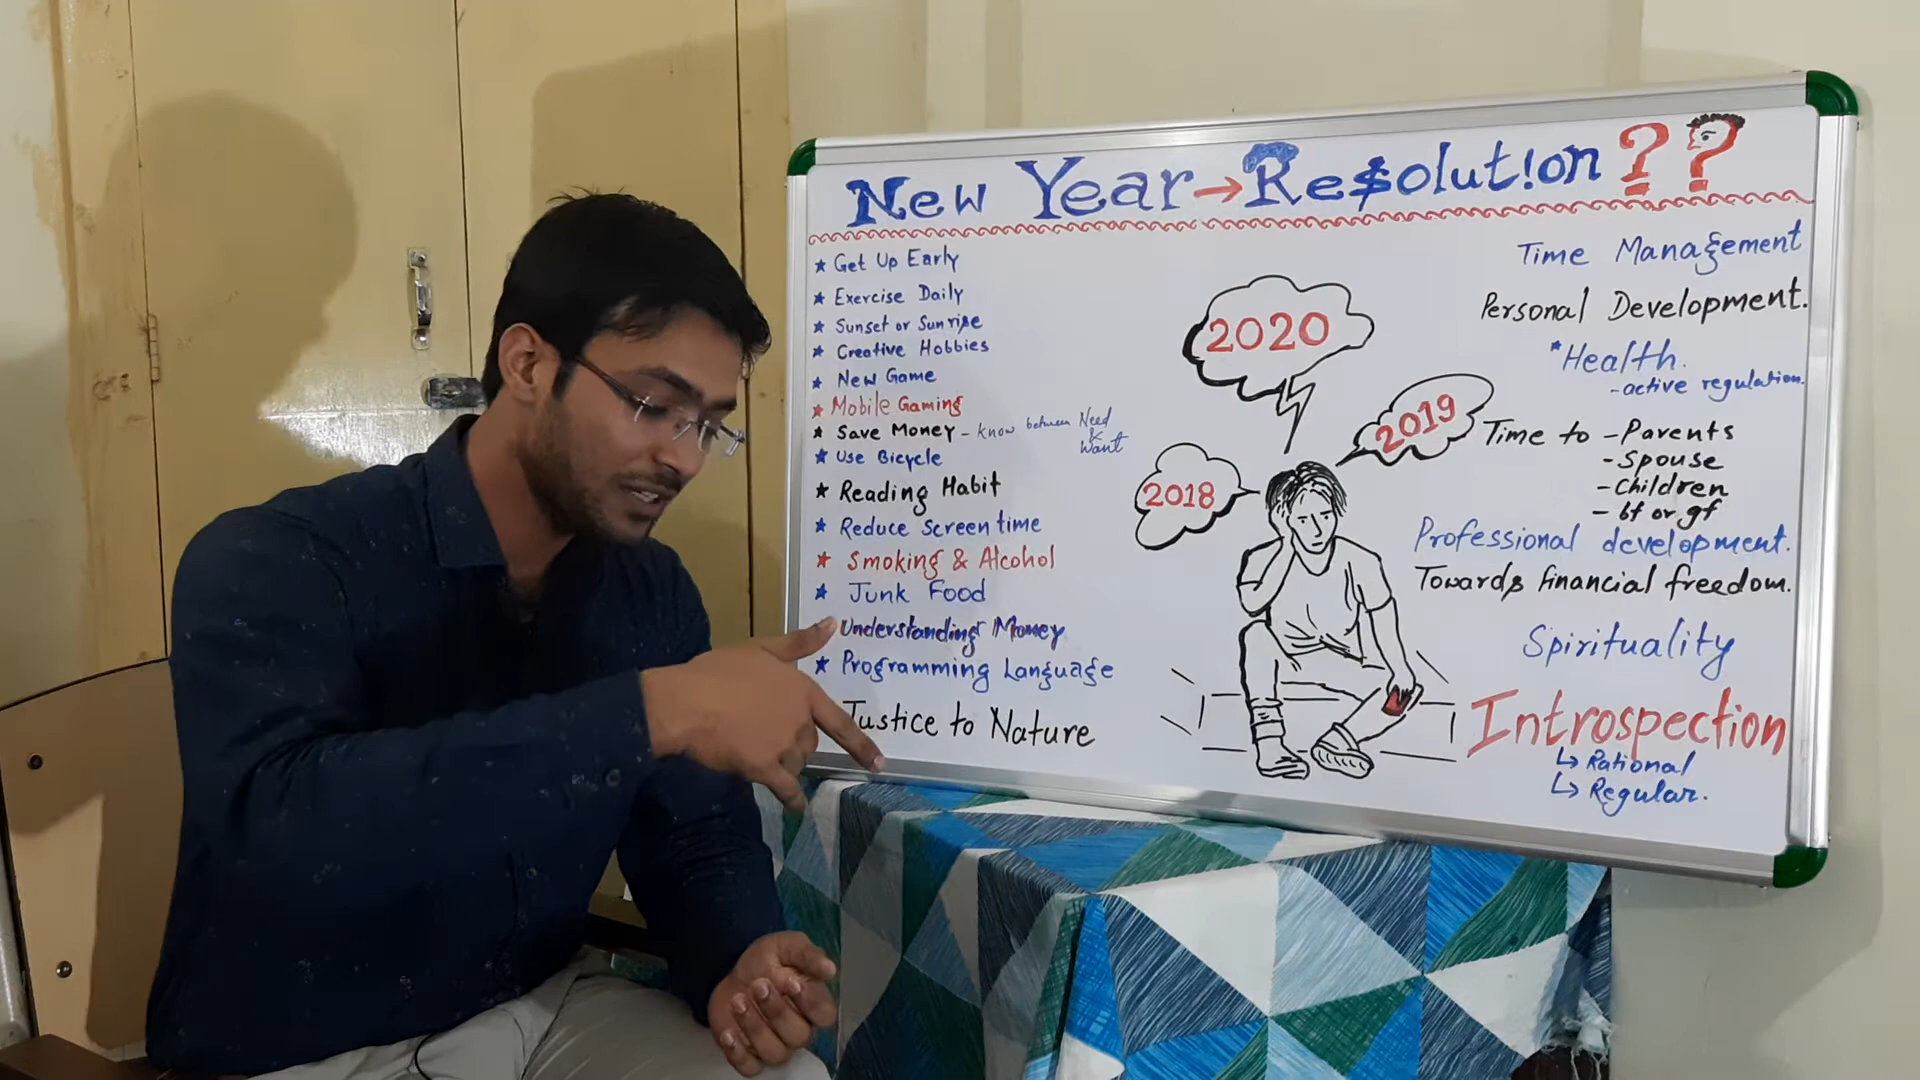 New Year → Re$olut!on ??
★ Get Up Early
★ Exercise Daily
★ Sunset or Sunrise
★ Creative Hobbies
★ New Game
★ Mobile Gaming
★ Save Money - Know between Need & Want
★ Use Bicycle
★ Reading Habit
★ Reduce Screen time
★ Smoking & Alcohol
★ Junk Food
Understanding Money
★ Programming Language
Justice to Nature
2020
2019
2018
Time Management
Personal Development.
*Health.
- active regulation.
Time to - Parents
- Spouse
- Children
- bf or gf
Professional development.
Towards financial freedom.
Spirituality
Introspection
↳ Rational
↳ Regular.